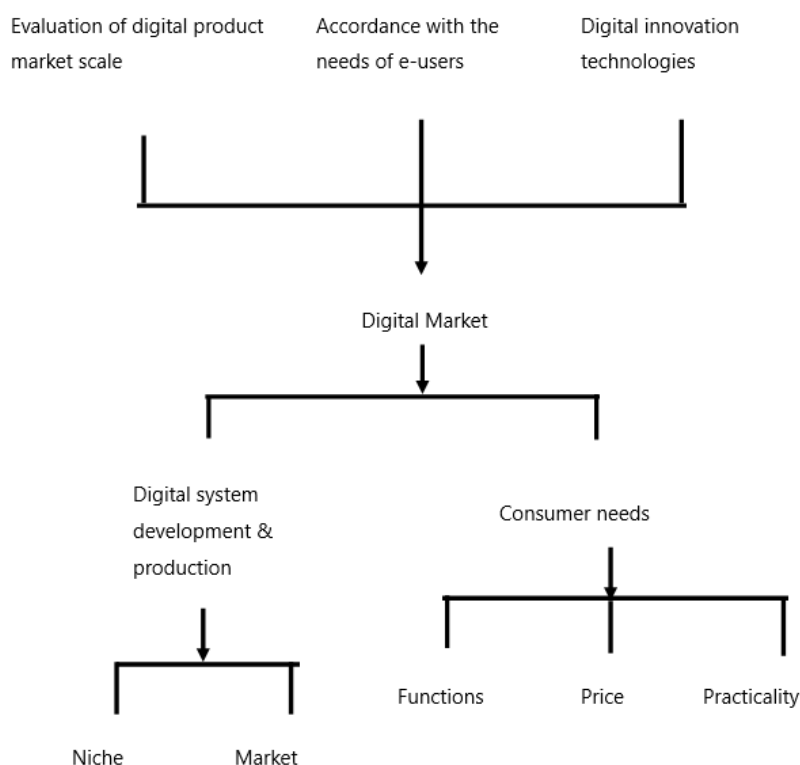 Evaluation of digital product
market scale
Accordance with the
needs of e-users
Digital innovation
technologies
Digital Market
Digital system
development &
production
Consumer needs
Functions
Price
Practicality
Niche
Market